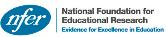 nfer
National Foundation for
Educational Research
Evidence for Excellence in Education